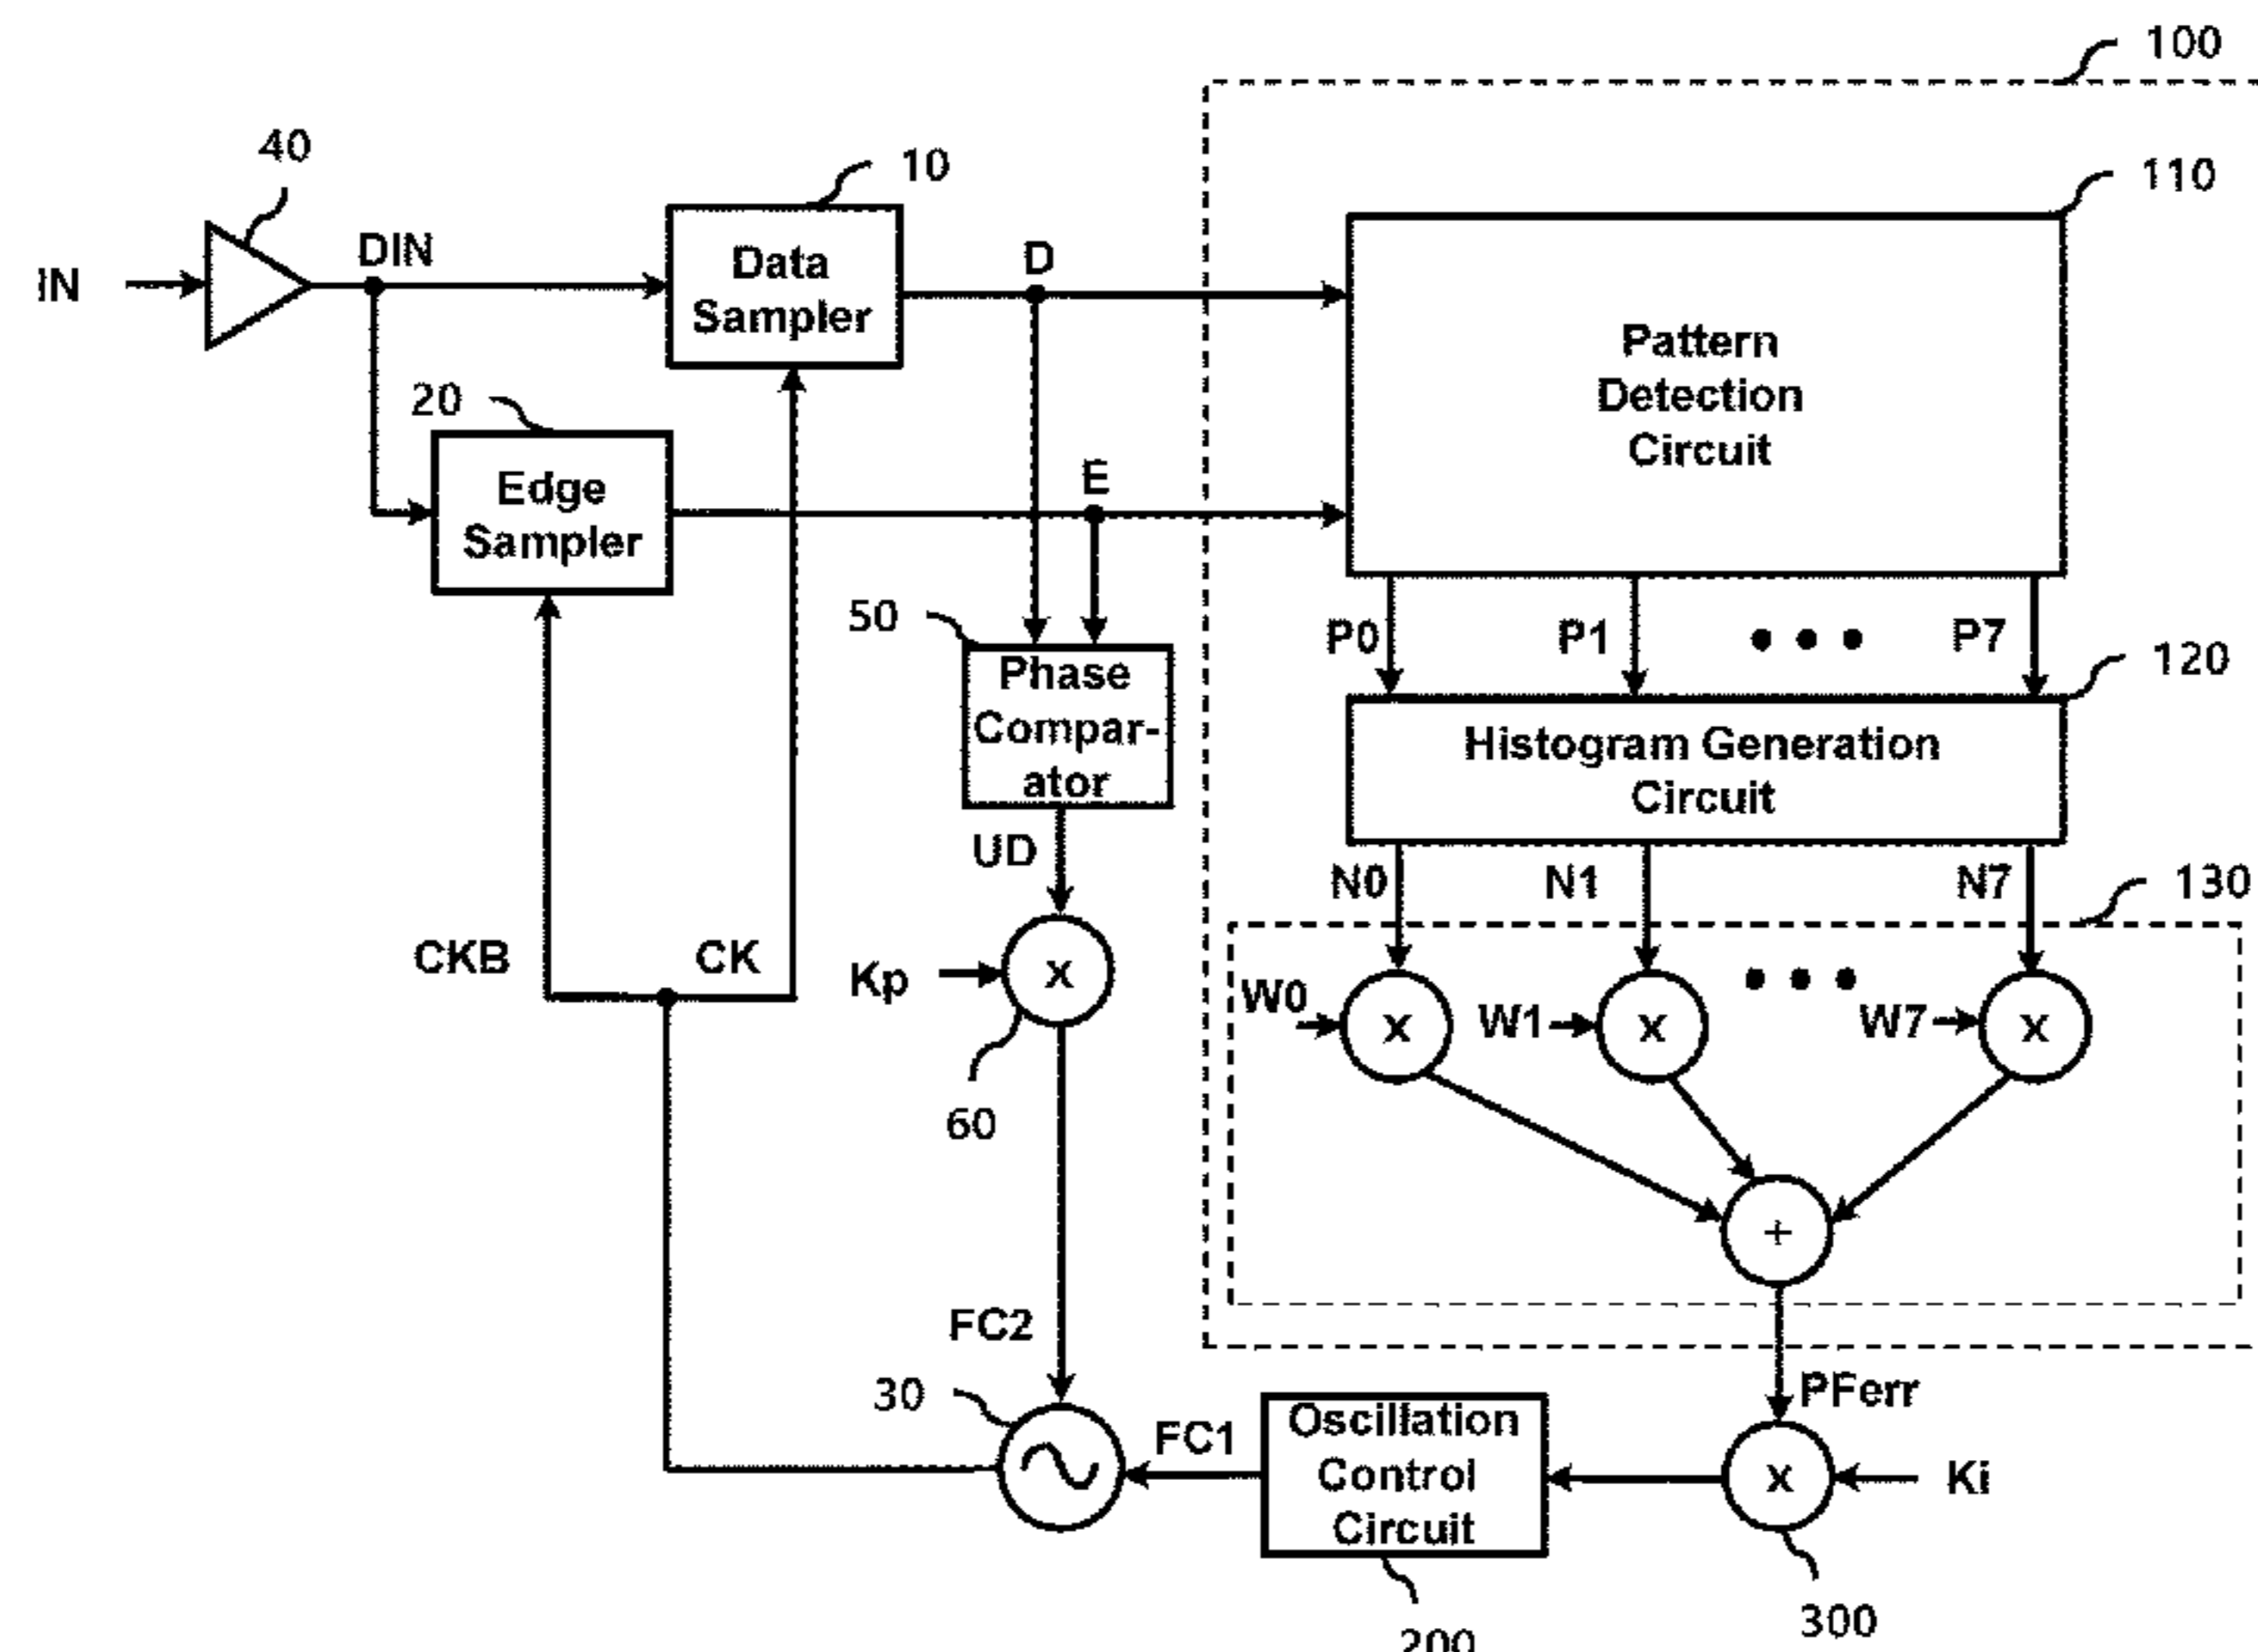 100
40
10
110
IN
DIN
Data
Sampler
D
Pattern
Detection
Circuit
20
Edge
Sampler
E
50
Phase
Compar-
ator
P0
P1
• • •
P7
120
Histogram Generation
Circuit
UD
N0
N1
N7
130
CKB
CK
Kp
x
W0
x
W1
x
• • •
W7
x
60
+
FC2
30
FC1
Oscillation
Control
Circuit
PFerr
x
Ki
200
300